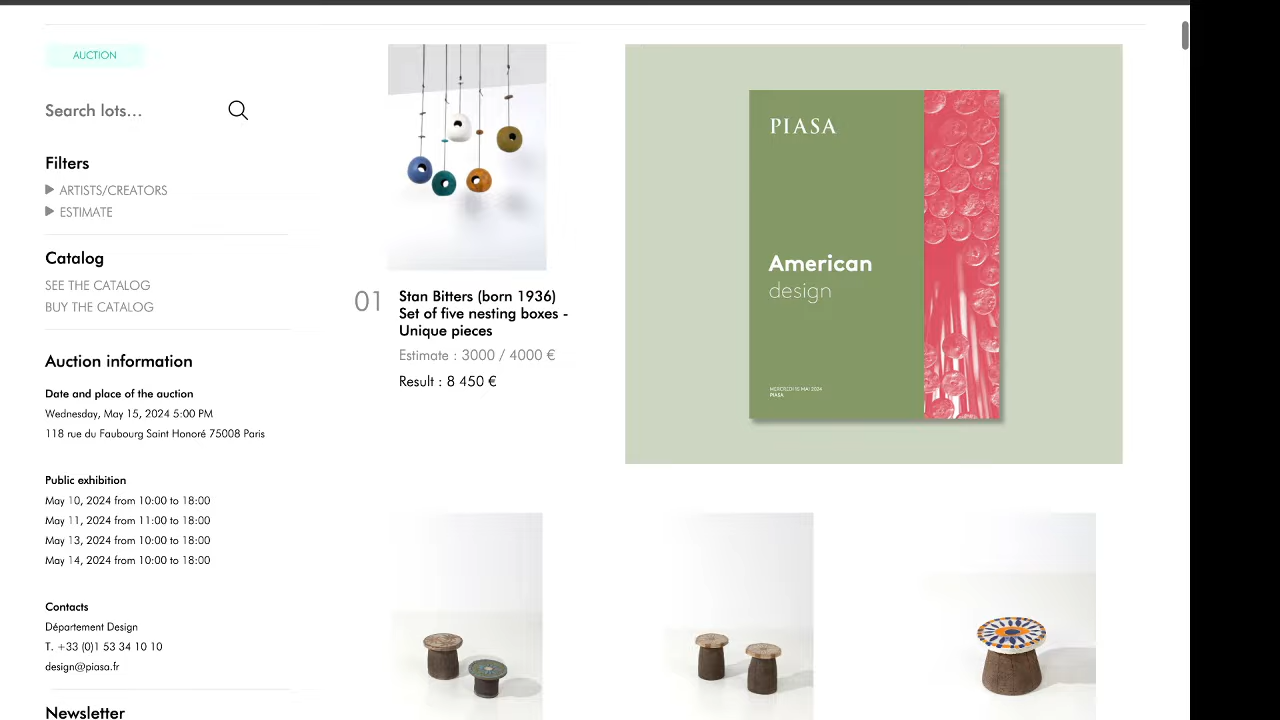 AUCTION
Search lots...
Filters
ARTISTS/CREATORS
ESTIMATE
Catalog
SEE THE CATALOG
BUY THE CATALOG
Auction information
Date and place of the auction
Wednesday, May 15, 2024 5:00 PM
118 rue du Faubourg Saint Honoré 75008 Paris
Public exhibition
May 10, 2024 from 10:00 to 18:00
May 11, 2024 from 11:00 to 18:00
May 13, 2024 from 10:00 to 18:00
May 14, 2024 from 10:00 to 18:00
Contacts
Département Design
T. +33 (0)1 53 34 10 10
design@piasa.fr
Newsletter
01
Stan Bitters (born 1936)
Set of five nesting boxes -
Unique pieces
Estimate : 3000 / 4000 €
Result : 8 450 €
PIASA
American
design
MERCREDI 15 MAI 2024
PIASA